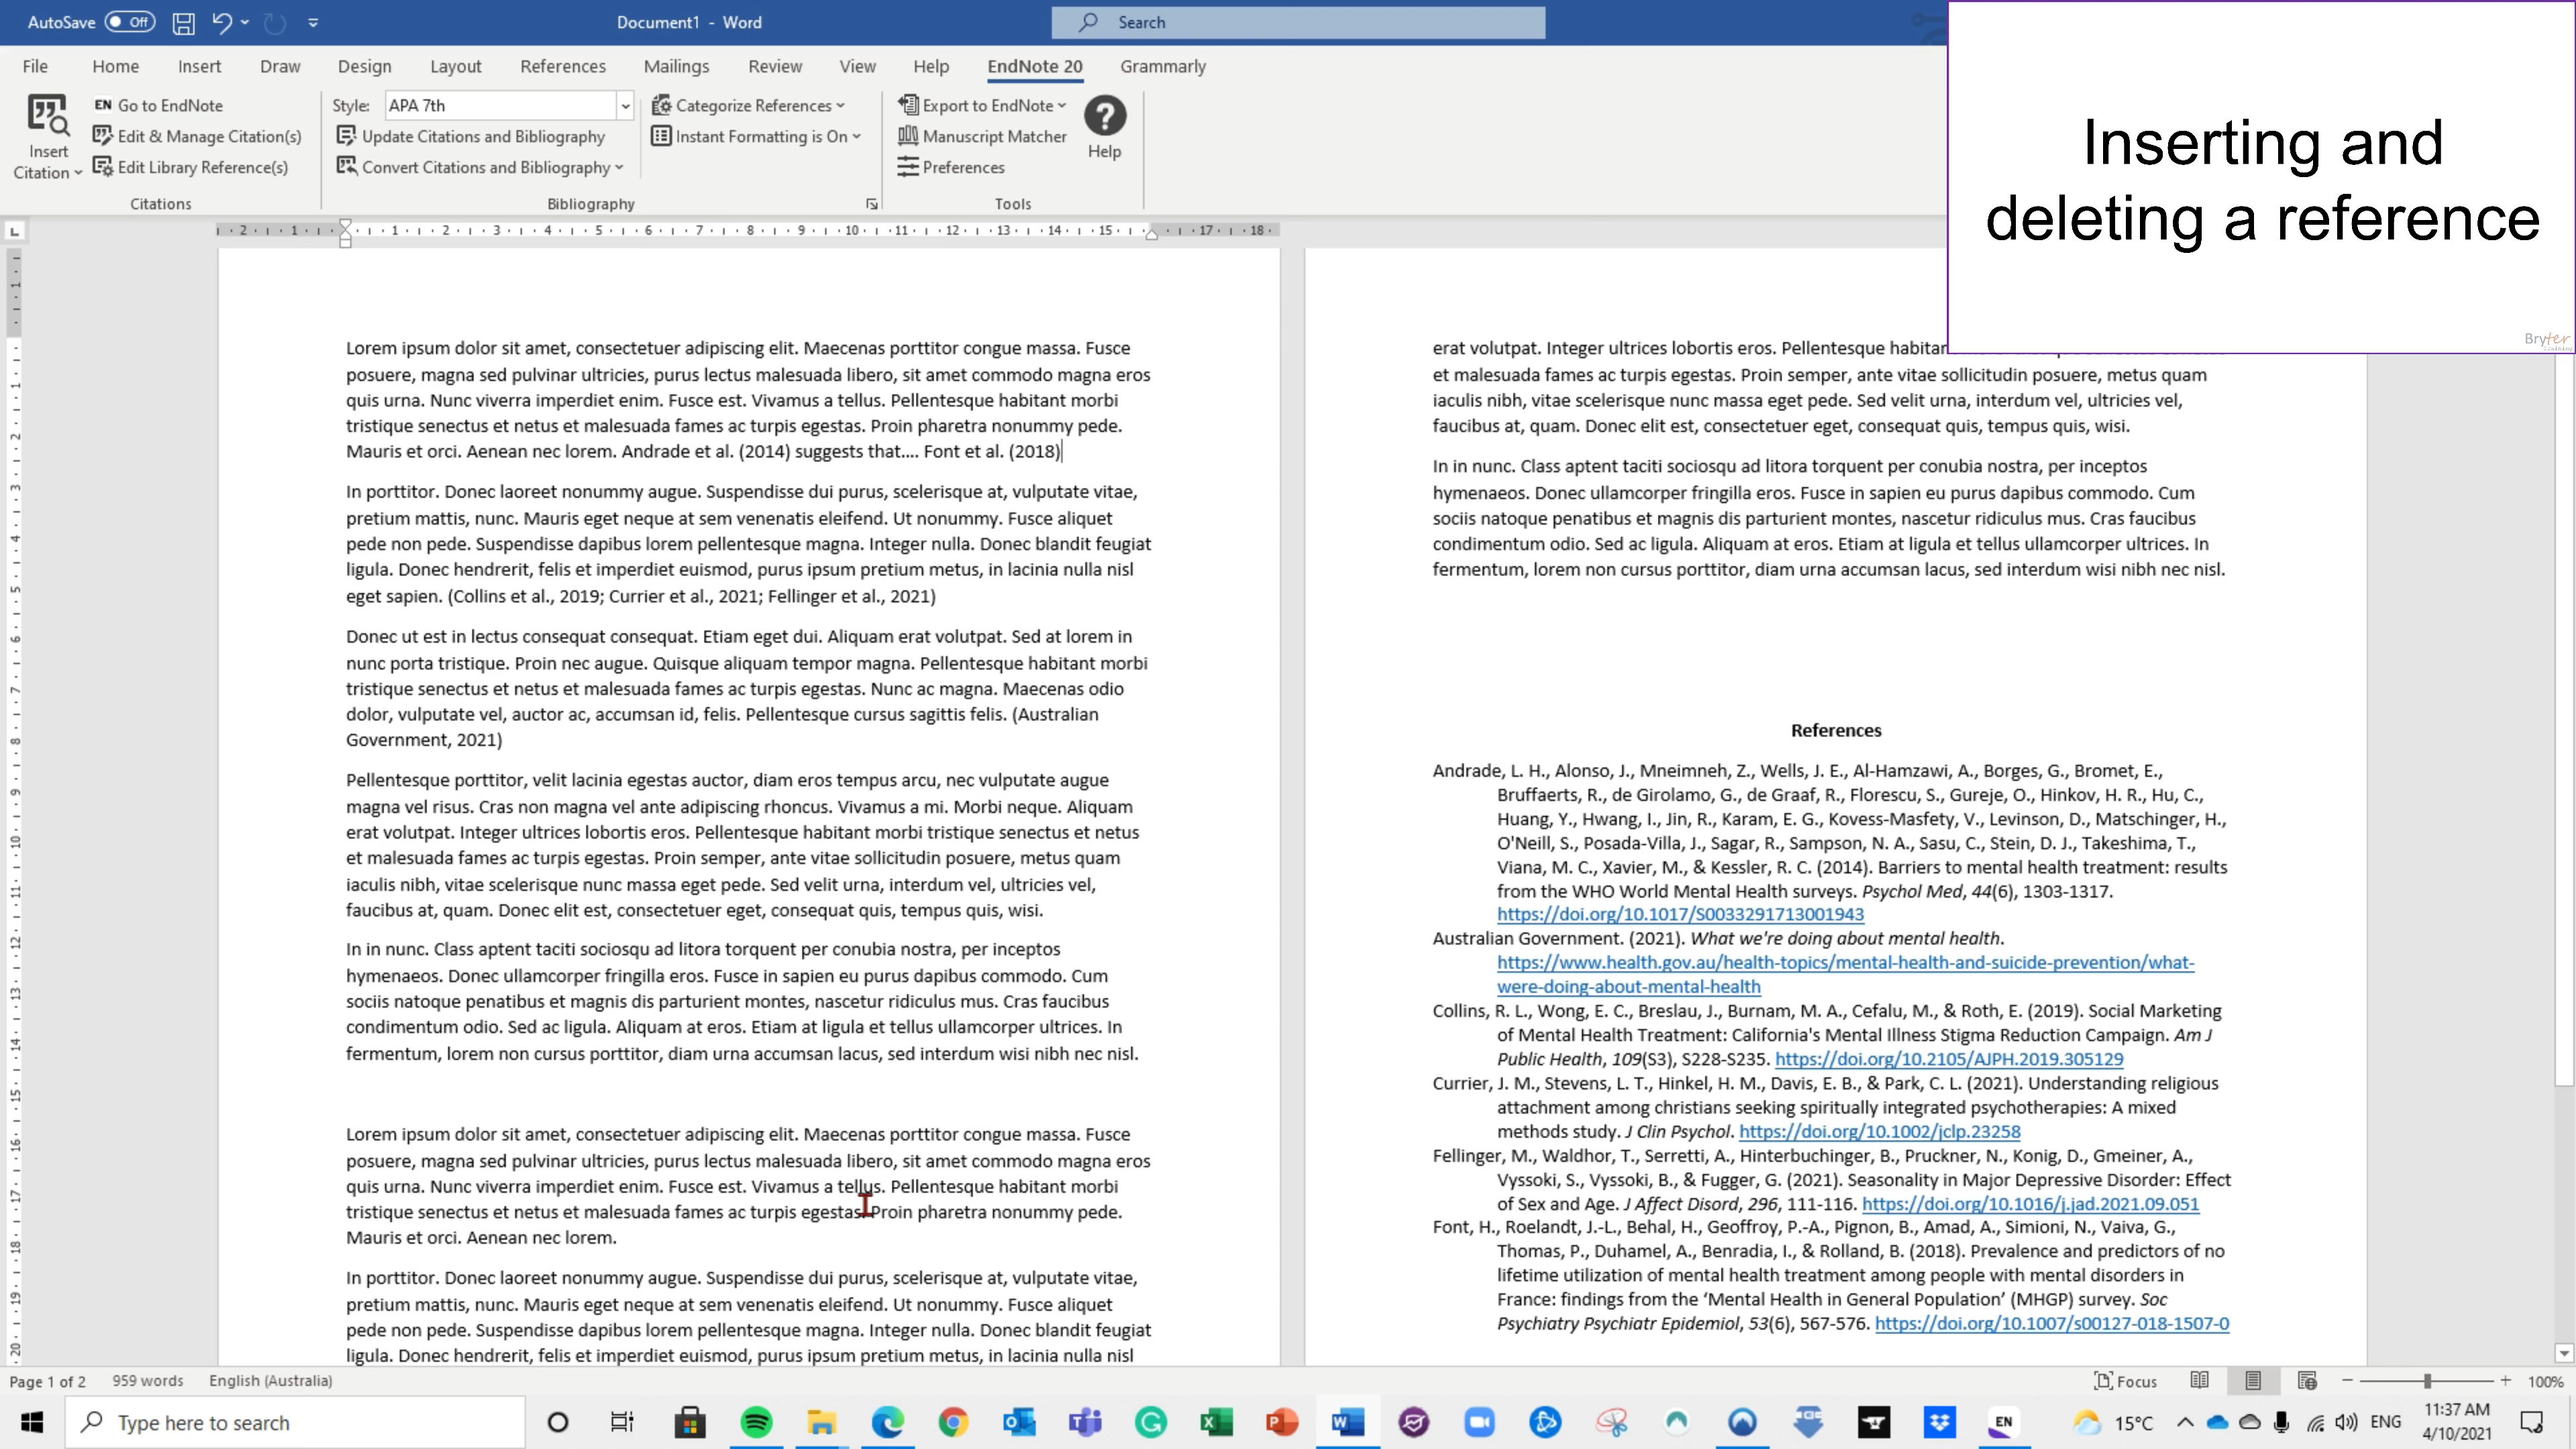 AutoSave Off
Document1 - Word
Search
File Home Insert Draw Design Layout References Mailings Review View Help EndNote 20 Grammarly
Insert
Citation
EN Go to EndNote
Edit & Manage Citation(s)
Edit Library Reference(s)
Citations
Style: APA 7th
Update Citations and Bibliography
Convert Citations and Bibliography
Categorize References
Instant Formatting is On
Bibliography
Export to EndNote
Manuscript Matcher
Preferences
Help
Tools
Inserting and
deleting a reference
Bryter
Lorem ipsum dolor sit amet, consectetuer adipiscing elit. Maecenas porttitor congue massa. Fusce
posuere, magna sed pulvinar ultricies, purus lectus malesuada libero, sit amet commodo magna eros
quis urna. Nunc viverra imperdiet enim. Fusce est. Vivamus a tellus. Pellentesque habitant morbi
tristique senectus et netus et malesuada fames ac turpis egestas. Proin pharetra nonummy pede.
Mauris et orci. Aenean nec lorem. Andrade et al. (2014) suggests that.... Font et al. (2018)
In porttitor. Donec laoreet nonummy augue. Suspendisse dui purus, scelerisque at, vulputate vitae,
pretium mattis, nunc. Mauris eget neque at sem venenatis eleifend. Ut nonummy. Fusce aliquet
pede non pede. Suspendisse dapibus lorem pellentesque magna. Integer nulla. Donec blandit feugiat
ligula. Donec hendrerit, felis et imperdiet euismod, purus ipsum pretium metus, in lacinia nulla nisl
eget sapien. (Collins et al., 2019; Currier et al., 2021; Fellinger et al., 2021)
Donec ut est in lectus consequat consequat. Etiam eget dui. Aliquam erat volutpat. Sed at lorem in
nunc porta tristique. Proin nec augue. Quisque aliquam tempor magna. Pellentesque habitant morbi
tristique senectus et netus et malesuada fames ac turpis egestas. Nunc ac magna. Maecenas odio
dolor, vulputate vel, auctor ac, accumsan id, felis. Pellentesque cursus sagittis felis. (Australian
Government, 2021)
Pellentesque porttitor, velit lacinia egestas auctor, diam eros tempus arcu, nec vulputate augue
magna vel risus. Cras non magna vel ante adipiscing rhoncus. Vivamus a mi. Morbi neque. Aliquam
erat volutpat. Integer ultrices lobortis eros. Pellentesque habitant morbi tristique senectus et netus
et malesuada fames ac turpis egestas. Proin semper, ante vitae sollicitudin posuere, metus quam
iaculis nibh, vitae scelerisque nunc massa eget pede. Sed velit urna, interdum vel, ultricies vel,
faucibus at, quam. Donec elit est, consectetuer eget, consequat quis, tempus quis, wisi.
In in nunc. Class aptent taciti sociosqu ad litora torquent per conubia nostra, per inceptos
hymenaeos. Donec ullamcorper fringilla eros. Fusce in sapien eu purus dapibus commodo. Cum
sociis natoque penatibus et magnis dis parturient montes, nascetur ridiculus mus. Cras faucibus
condimentum odio. Sed ac ligula. Aliquam at eros. Etiam at ligula et tellus ullamcorper ultrices. In
fermentum, lorem non cursus porttitor, diam urna accumsan lacus, sed interdum wisi nibh nec nisl.
Lorem ipsum dolor sit amet, consectetuer adipiscing elit. Maecenas porttitor congue massa. Fusce
posuere, magna sed pulvinar ultricies, purus lectus malesuada libero, sit amet commodo magna eros
quis urna. Nunc viverra imperdiet enim. Fusce est. Vivamus a tellus. Pellentesque habitant morbi
tristique senectus et netus et malesuada fames ac turpis egestas. Proin pharetra nonummy pede.
Mauris et orci. Aenean nec lorem.
In porttitor. Donec laoreet nonummy augue. Suspendisse dui purus, scelerisque at, vulputate vitae,
pretium mattis, nunc. Mauris eget neque at sem venenatis eleifend. Ut nonummy. Fusce aliquet
pede non pede. Suspendisse dapibus lorem pellentesque magna. Integer nulla. Donec blandit feugiat
ligula. Donec hendrerit, felis et imperdiet euismod, purus ipsum pretium metus, in lacinia nulla nisl
erat volutpat. Integer ultrices lobortis eros. Pellentesque habitan
et malesuada fames ac turpis egestas. Proin semper, ante vitae sollicitudin posuere, metus quam
iaculis nibh, vitae scelerisque nunc massa eget pede. Sed velit urna, interdum vel, ultricies vel,
faucibus at, quam. Donec elit est, consectetuer eget, consequat quis, tempus quis, wisi.
In in nunc. Class aptent taciti sociosqu ad litora torquent per conubia nostra, per inceptos
hymenaeos. Donec ullamcorper fringilla eros. Fusce in sapien eu purus dapibus commodo. Cum
sociis natoque penatibus et magnis dis parturient montes, nascetur ridiculus mus. Cras faucibus
condimentum odio. Sed ac ligula. Aliquam at eros. Etiam at ligula et tellus ullamcorper ultrices. In
fermentum, lorem non cursus porttitor, diam urna accumsan lacus, sed interdum wisi nibh nec nisl.
References
Andrade, L. H., Alonso, J., Mneimneh, Z., Wells, J. E., Al-Hamzawi, A., Borges, G., Bromet, E.,
Bruffaerts, R., de Girolamo, G., de Graaf, R., Florescu, S., Gureje, O., Hinkov, H. R., Hu, C.,
Huang, Y., Hwang, I., Jin, R., Karam, E. G., Kovess-Masfety, V., Levinson, D., Matschinger, H.,
O'Neill, S., Posada-Villa, J., Sagar, R., Sampson, N. A., Sasu, C., Stein, D. J., Takeshima, T.,
Viana, M. C., Xavier, M., & Kessler, R. C. (2014). Barriers to mental health treatment: results
from the WHO World Mental Health surveys. Psychol Med, 44(6), 1303-1317.
https://doi.org/10.1017/S0033291713001943
Australian Government. (2021). What we're doing about mental health.
https://www.health.gov.au/health-topics/mental-health-and-suicide-prevention/what-
were-doing-about-mental-health
Collins, R. L., Wong, E. C., Breslau, J., Burnam, M. A., Cefalu, M., & Roth, E. (2019). Social Marketing
of Mental Health Treatment: California's Mental Illness Stigma Reduction Campaign. Am J
Public Health, 109(S3), S228-S235. https://doi.org/10.2105/AJPH.2019.305129
Currier, J. M., Stevens, L. T., Hinkel, H. M., Davis, E. B., & Park, C. L. (2021). Understanding religious
attachment among christians seeking spiritually integrated psychotherapies: A mixed
methods study. J Clin Psychol. https://doi.org/10.1002/jclp.23258
Fellinger, M., Waldhor, T., Serretti, A., Hinterbuchinger, B., Pruckner, N., Konig, D., Gmeiner, A.,
Vyssoki, S., Vyssoki, B., & Fugger, G. (2021). Seasonality in Major Depressive Disorder: Effect
of Sex and Age. J Affect Disord, 296, 111-116. https://doi.org/10.1016/j.jad.2021.09.051
Font, H., Roelandt, J.-L., Behal, H., Geoffroy, P.-A., Pignon, B., Amad, A., Simioni, N., Vaiva, G.,
Thomas, P., Duhamel, A., Benradia, I., & Rolland, B. (2018). Prevalence and predictors of no
lifetime utilization of mental health treatment among people with mental disorders in
France: findings from the ‘Mental Health in General Population’ (MHGP) survey. Soc
Psychiatry Psychiatr Epidemiol, 53(6), 567-576. https://doi.org/10.1007/s00127-018-1507-0
Page 1 of 2 959 words English (Australia)
Focus 100%
Type here to search
15°C ENG
11:37 AM
4/10/2021